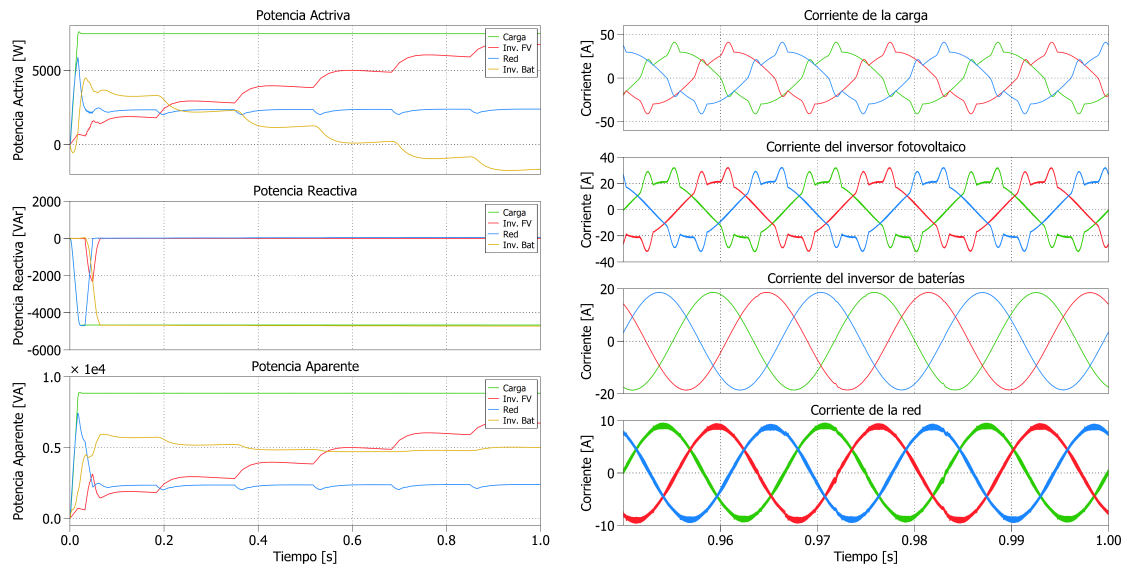 Potencia Activa
Potencia Actriva [W]
5000
0
Carga
Inv. FV
Red
Inv. Bat
Potencia Reactiva
Potencia Reactiva [VAr]
2000
0
-2000
-4000
-6000
Carga
Inv. FV
Red
Inv. Bat
× 1e4
Potencia Aparente
Potencia Aparente [VA]
1.0
0.5
0.0
Carga
Inv. FV
Red
Inv. Bat
0.0 0.2 0.4 0.6 0.8 1.0
Tiempo [s]
Corriente de la carga
Corriente [A]
50
0
-50
Corriente del inversor fotovoltaico
Corriente [A]
40
20
0
-20
-40
Corriente del inversor de baterías
Corriente [A]
20
0
-20
Corriente de la red
Corriente [A]
10
0
-10
0.96 0.97 0.98 0.99 1.00
Tiempo [s]